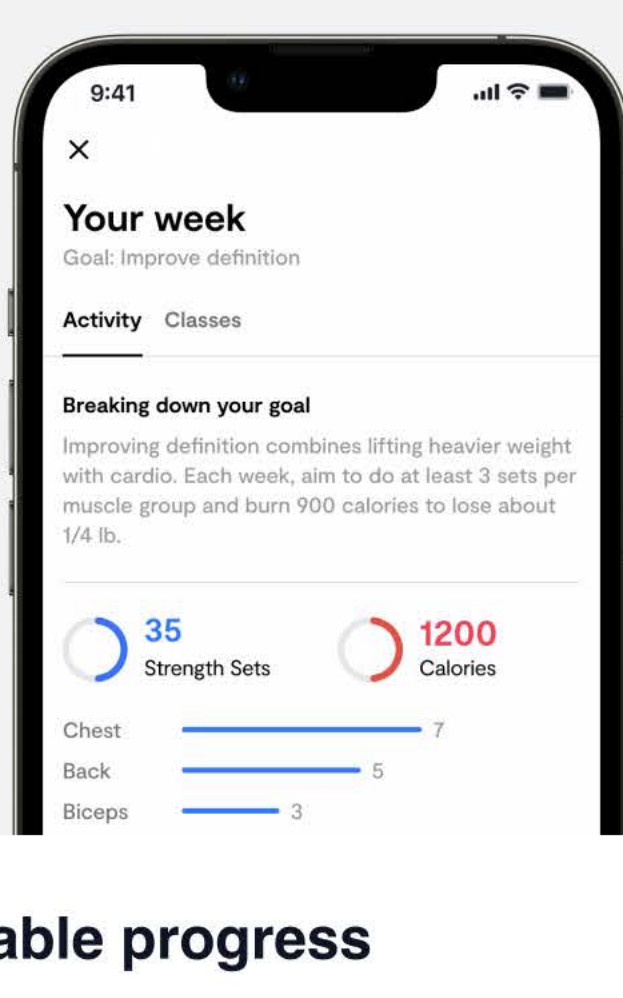 9:41
Your week
Goal: Improve definition
Activity Classes
Breaking down your goal
Improving definition combines lifting heavier weight
with cardio. Each week, aim to do at least 3 sets per
muscle group and burn 900 calories to lose about
1/4 lb.
35
Strength Sets
1200
Calories
Chest 7
Back 5
Biceps 3
able progress